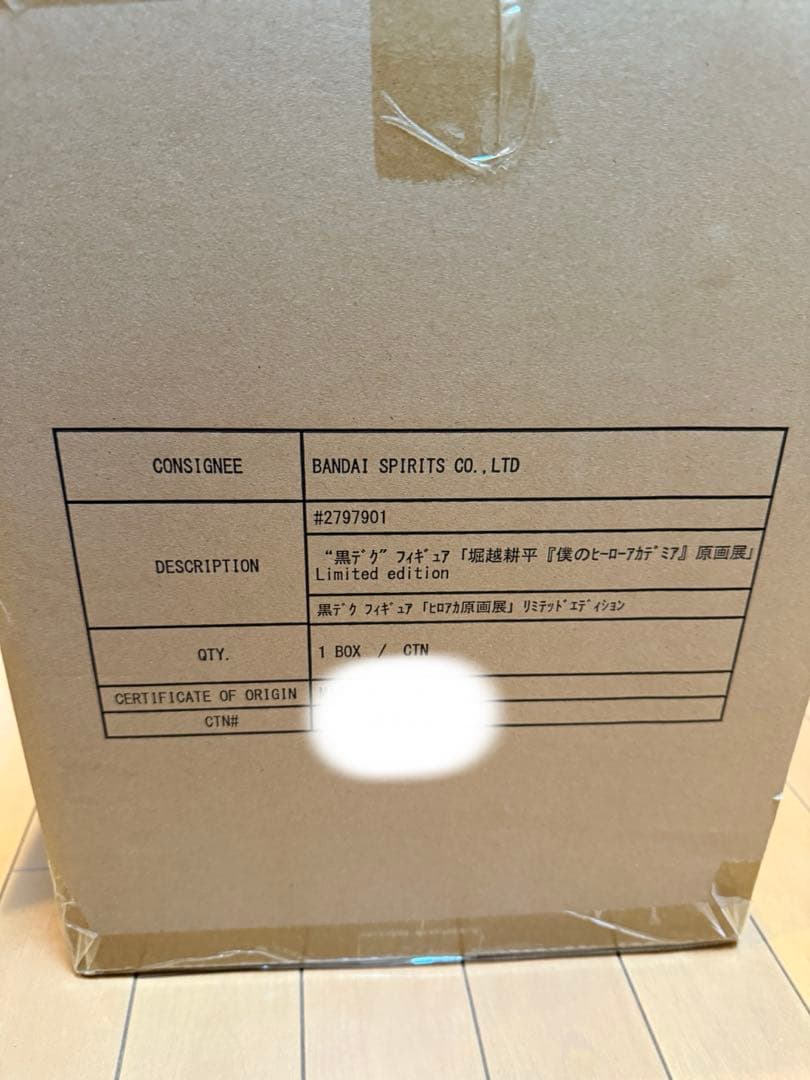 CONSIGNEE
BANDAI SPIRITS CO.,LTD
DESCRIPTION
#2797901
“黒ﾃﾞｸ” ﾌｨｷﾞｭｱ「堀越耕平『僕のﾋｰﾛｰｱｶﾃﾞﾐｱ』原画展」
Limited edition
黒ﾃﾞｸ ﾌｨｷﾞｭｱ「ﾋﾛｱｶ原画展」ﾘﾐﾃｯﾄﾞｴﾃﾞｨｼｮﾝ
QTY.
1 BOX / CTN
CERTIFICATE OF ORIGIN
CTN#